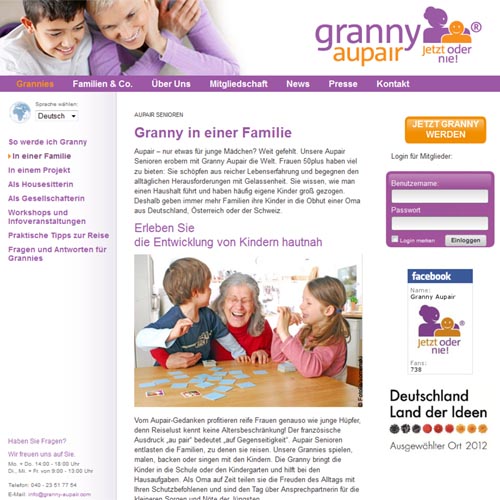 granny
aupair
®
jetzt oder
nie!
Grannies
Familien & Co.
Über Uns
Mitgliedschaft
News
Presse
Kontakt
Sprache wählen:
Deutsch
So werde ich Granny
In einer Familie
In einem Projekt
Als Housesitterin
Als Gesellschafterin
Workshops und
Infoveranstaltungen
Praktische Tipps zur Reise
Fragen und Antworten für
Grannies
Haben Sie Fragen?
Wir freuen uns auf Sie.
Mo. + Do. 14:00 - 18:00 Uhr
Di., Mi. + Fr. von 9:00 - 13:00 Uhr
Telefon: 040 - 23 51 77 54
E-Mail: info@granny-aupair.com
AUPAIR SENIOREN
Granny in einer Familie
Aupair – nur etwas für junge Mädchen? Weit gefehlt. Unsere Aupair
Senioren erobern mit Granny Aupair die Welt. Frauen 50plus haben viel
zu bieten: Sie schöpfen aus reicher Lebenserfahrung und begegnen den
alltäglichen Herausforderungen mit Gelassenheit. Sie wissen, wie man
einen Haushalt führt und haben häufig eigene Kinder groß gezogen.
Deshalb geben immer mehr Familien ihre Kinder in die Obhut einer Oma
aus Deutschland, Österreich oder der Schweiz.
Erleben Sie
die Entwicklung von Kindern hautnah
Vom Aupair-Gedanken profitieren reife Frauen genauso wie junge Hüpfer,
denn Reiselust kennt keine Altersbeschränkung! Der französische
Ausdruck „au pair“ bedeutet „auf Gegenseitigkeit“. Aupair Senioren
entlasten die Familien, zu denen sie reisen. Unsere Grannies spielen,
malen, backen oder singen mit den Kindern. Die Granny bringt die
Kinder in die Schule oder den Kindergarten und hilft bei den
Hausaufgaben. Als Oma auf Zeit teilen sie die Freuden des Alltags mit
Ihren Schutzbefohlenen und sind den Tag über Ansprechpartnerin für die
kleineren Sorgen und Nöte der Jüngsten.
JETZT GRANNY
WERDEN
Login für Mitglieder:
Benutzername:
Passwort
Login merken
Einloggen
facebook
Name:
Granny Aupair
jetzt oder
nie!
Fans:
738
Deutschland
Land der Ideen
Ausgewählter Ort 2012